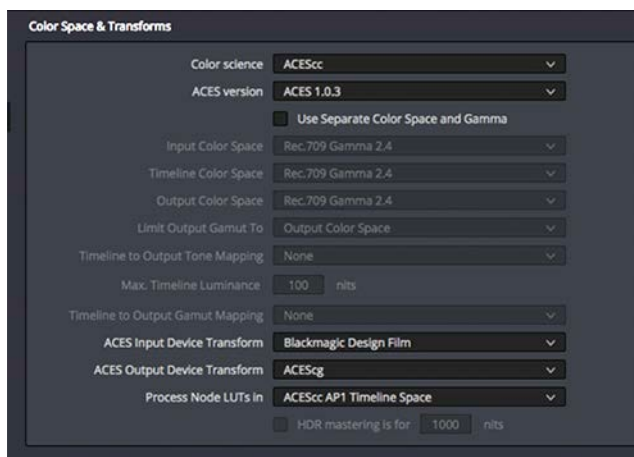 Color Space & Transforms
Color science ACEScc
ACES version ACES 1.0.3
Use Separate Color Space and Gamma
Input Color Space Rec.709 Gamma 2.4
Timeline Color Space Rec.709 Gamma 2.4
Output Color Space Rec.709 Gamma 2.4
Limit Output Gamut To Output Color Space
Timeline to Output Tone Mapping None
Max. Timeline Luminance 100 nits
Timeline to Output Gamut Mapping None
ACES Input Device Transform Blackmagic Design Film
ACES Output Device Transform ACEScg
Process Node LUTs in ACEScc AP1 Timeline Space
HDR mastering is for 1000 nits